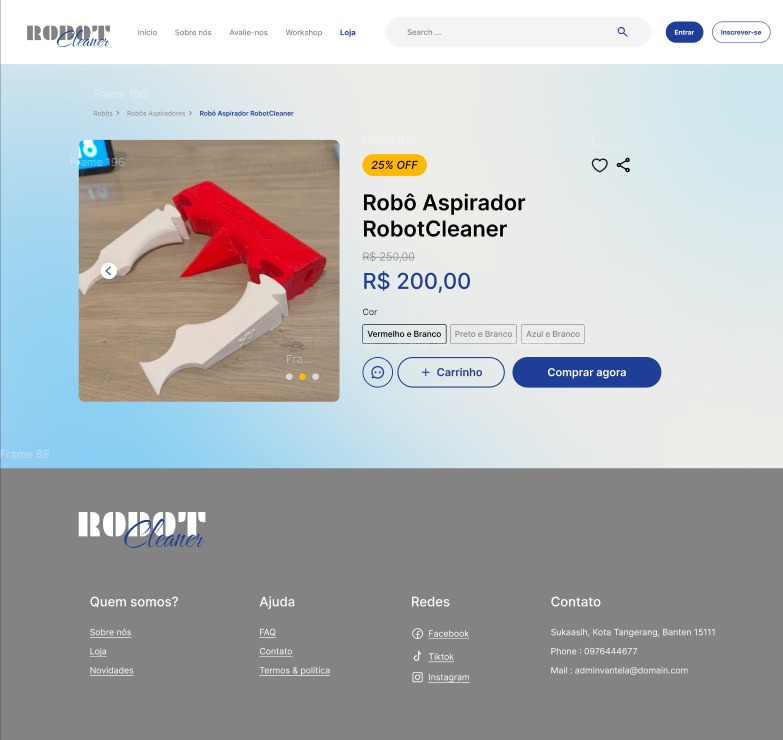 ROBOT
Cleaner
Início Sobre nós Avalie-nos Workshop Loja
Search ...
Entrar Inscrever-se
Frame 190
Robôs > Robôs Aspiradores > Robô Aspirador RobotCleaner
Frame 196
25% OFF
Robô Aspirador
RobotCleaner
R$ 250,00
R$ 200,00
Cor
Vermelho e Branco Preto e Branco Azul e Branco
Fra...
+ Carrinho Comprar agora
Frame 88
ROBOT
Cleaner
Quem somos?
Sobre nós
Loja
Novidades
Ajuda
FAQ
Contato
Termos & política
Redes
Facebook
Tiktok
Instagram
Contato
Sukaasih, Kota Tangerang, Banten 15111
Phone : 0976444677
Mail : adminvantela@domain.com